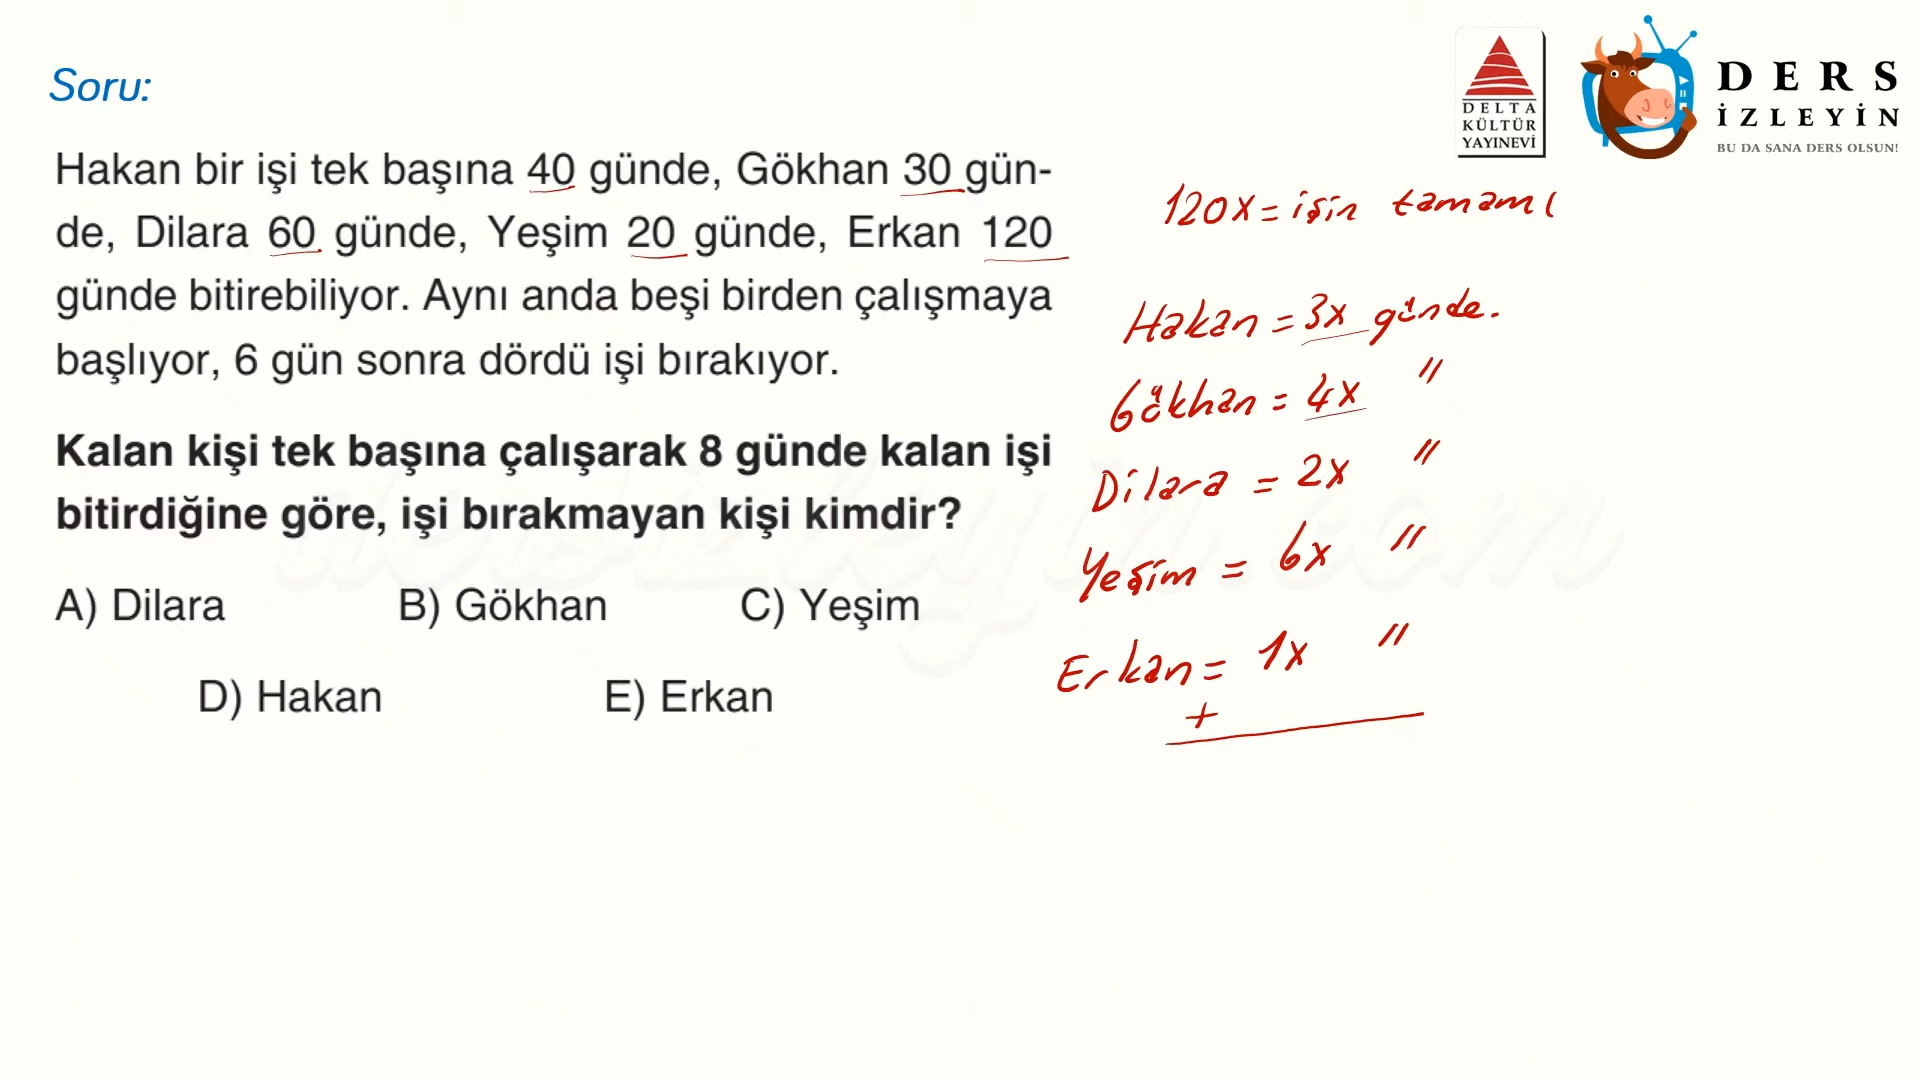 Soru:
Hakan bir işi tek başına 40 günde, Gökhan 30 gün-
de, Dilara 60 günde, Yeşim 20 günde, Erkan 120
günde bitirebiliyor. Aynı anda beşi birden çalışmaya
başlıyor, 6 gün sonra dördü işi bırakıyor.
Kalan kişi tek başına çalışarak 8 günde kalan işi
bitirdiğine göre, işi bırakmayan kişi kimdir?
A) Dilara B) Gökhan C) Yeşim
D) Hakan E) Erkan
DELTA
KÜLTÜR
YAYINEVİ
DERS
İZLEYİN
BU DA SANA DERS OLSUN!
120x = işin tamamı
Hakan = 3x günde.
Gökhan = 4x "
Dilara = 2x "
Yeşim = 6x "
Erkan = 1x "
+
dersizleyin.com